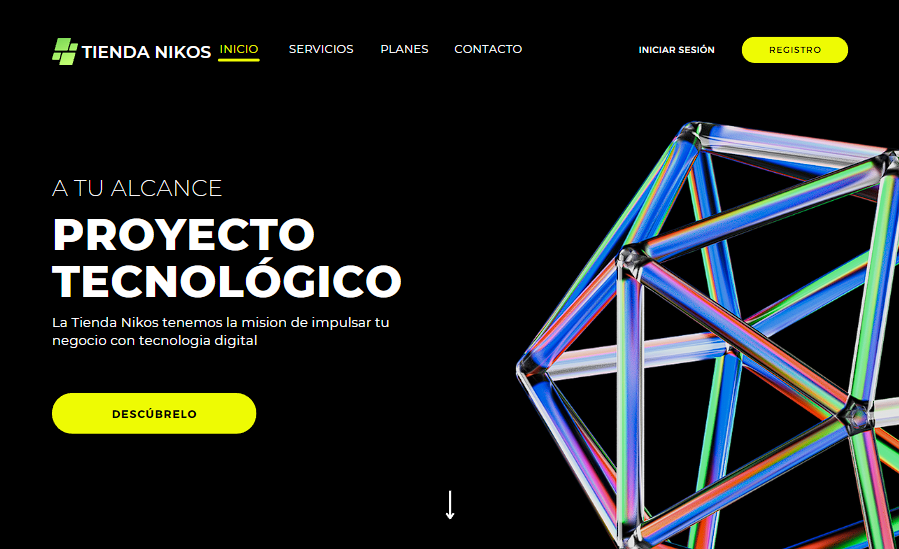 TIENDA NIKOS INICIO SERVICIOS PLANES CONTACTO INICIAR SESIÓN REGISTRO
A TU ALCANCE
PROYECTO
TECNOLÓGICO
La Tienda Nikos tenemos la mision de impulsar tu
negocio con tecnologia digital
DESCÚBRELO